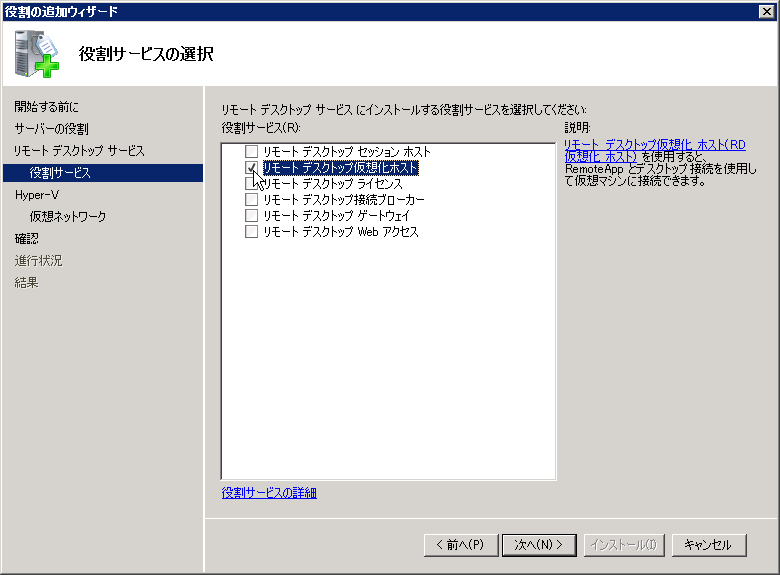 役割の追加ウィザード
役割サービスの選択
開始する前に
サーバーの役割
リモート デスクトップ サービス
役割サービス
Hyper-V
仮想ネットワーク
確認
進行状況
結果
リモート デスクトップ サービス にインストールする役割サービスを選択してください:
役割サービス(R):
リモート デスクトップ セッション ホスト
リモート デスクトップ仮想化ホスト
リモート デスクトップ ライセンス
リモート デスクトップ接続ブローカー
リモート デスクトップ ゲートウェイ
リモート デスクトップ Web アクセス
役割サービスの詳細
説明:
リモート デスクトップ仮想化 ホスト(RD
仮想化 ホスト) を使用すると、
RemoteApp とデスクトップ接続を使用し
て仮想マシンに接続できます。
< 前へ(P)
次へ(N) >
インストール(I)
キャンセル